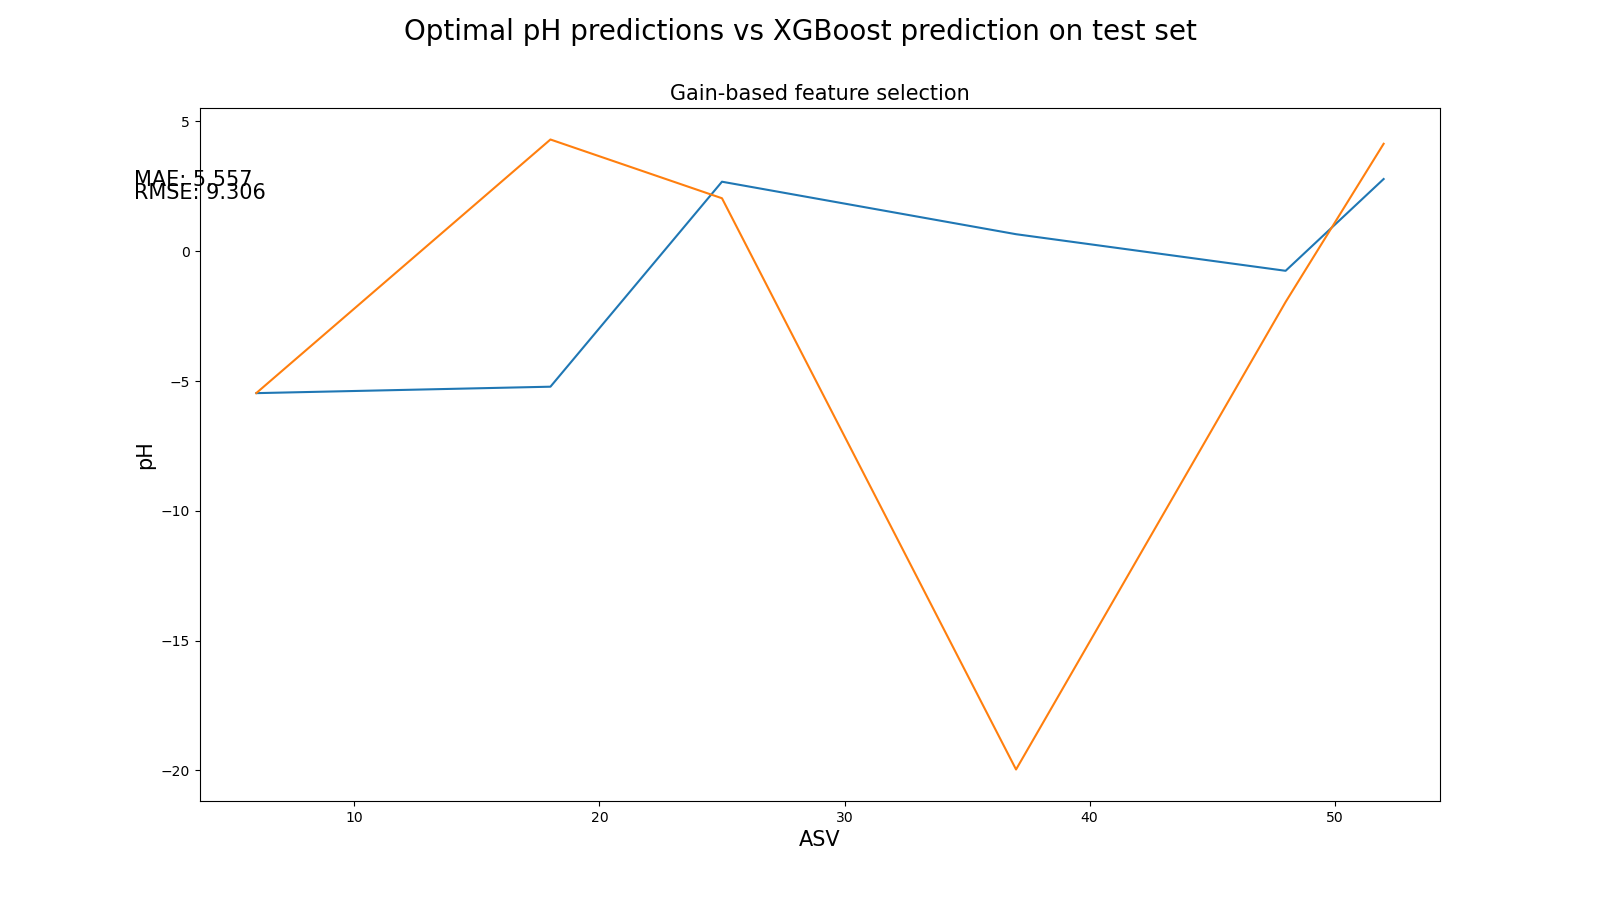 Optimal pH predictions vs XGBoost prediction on test set
Gain-based feature selection
MAE: 5.557
RMSE: 9.306
5
0
−5
−10
−15
−20
pH
10 20 30 40 50
ASV